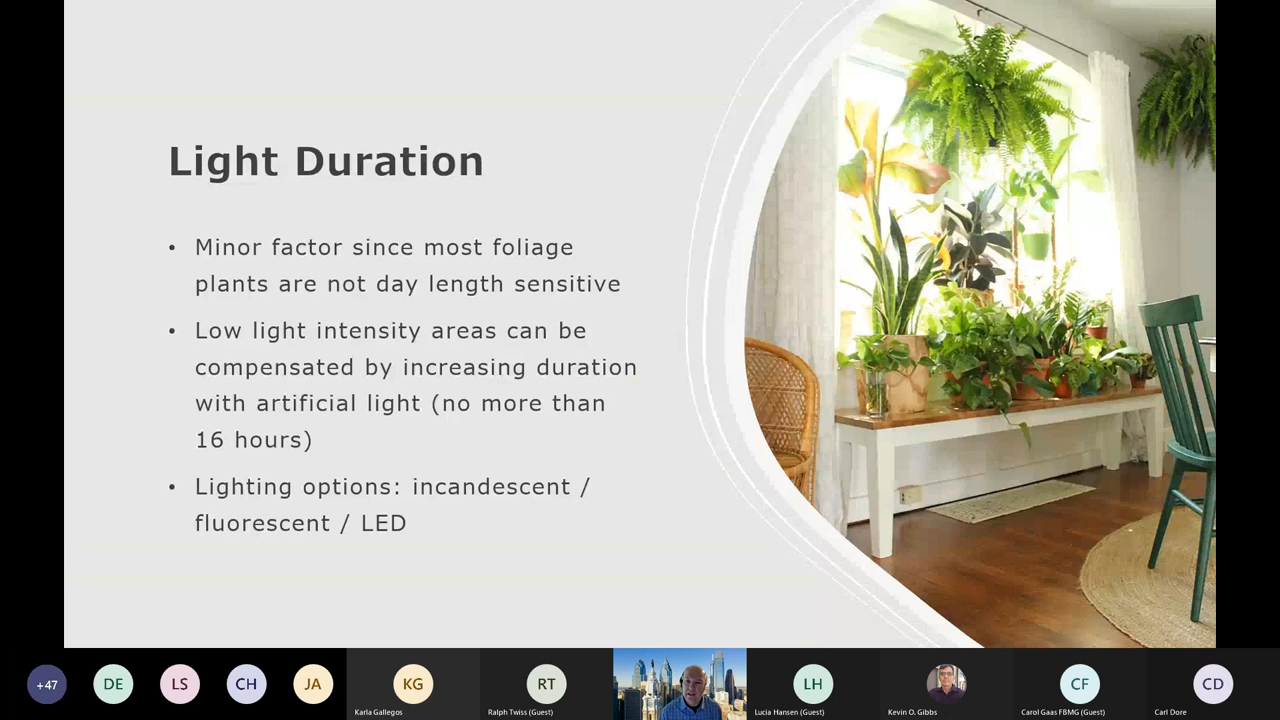 Light Duration
• Minor factor since most foliage
plants are not day length sensitive
• Low light intensity areas can be
compensated by increasing duration
with artificial light (no more than
16 hours)
• Lighting options: incandescent /
fluorescent / LED
+47
DE
LS
CH
JA
KG
RT
LH
CF
CD
Karla Gallegos
Ralph Twiss (Guest)
Lucia Hansen (Guest)
Kevin O. Gibbs
Carol Gaas FBMG (Guest)
Carl Dore